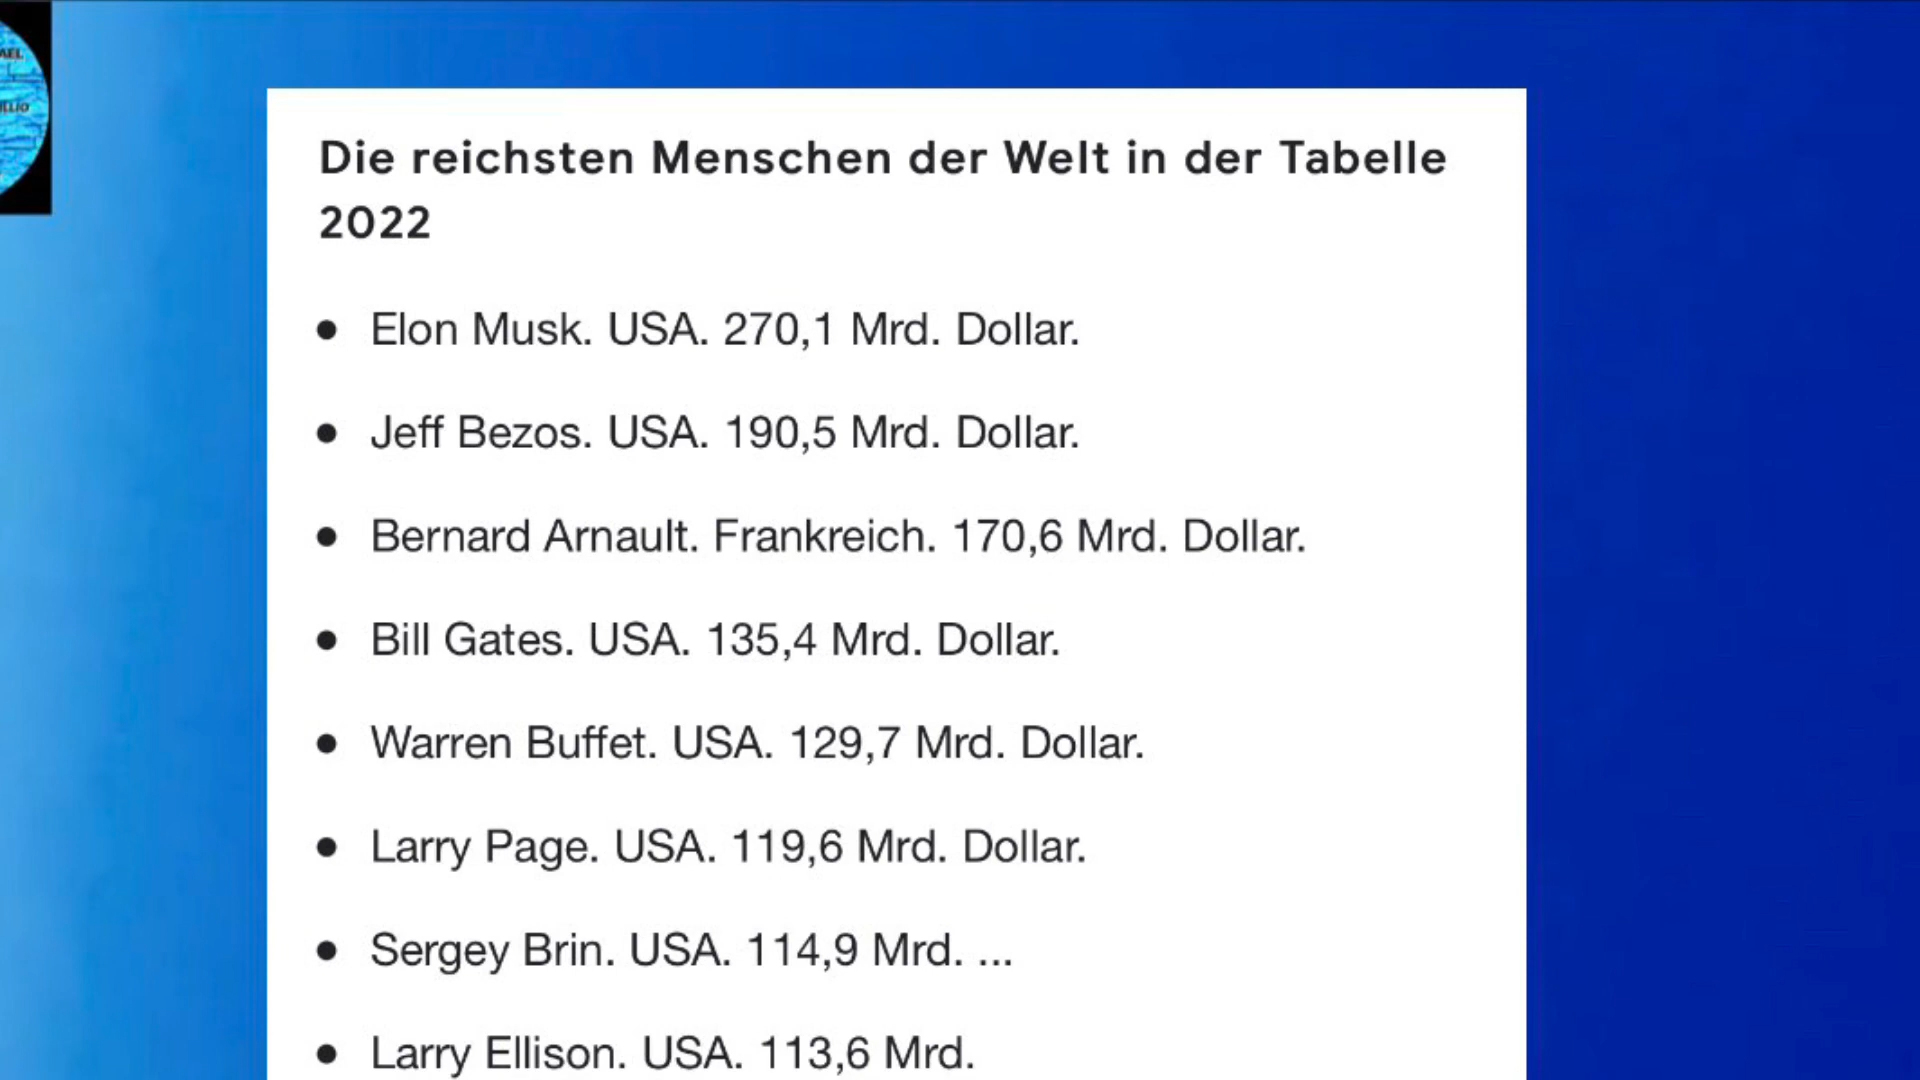 Die reichsten Menschen der Welt in der Tabelle
2022
• Elon Musk. USA. 270,1 Mrd. Dollar.
• Jeff Bezos. USA. 190,5 Mrd. Dollar.
• Bernard Arnault. Frankreich. 170,6 Mrd. Dollar.
• Bill Gates. USA. 135,4 Mrd. Dollar.
• Warren Buffet. USA. 129,7 Mrd. Dollar.
• Larry Page. USA. 119,6 Mrd. Dollar.
• Sergey Brin. USA. 114,9 Mrd. ...
• Larry Ellison. USA. 113,6 Mrd.